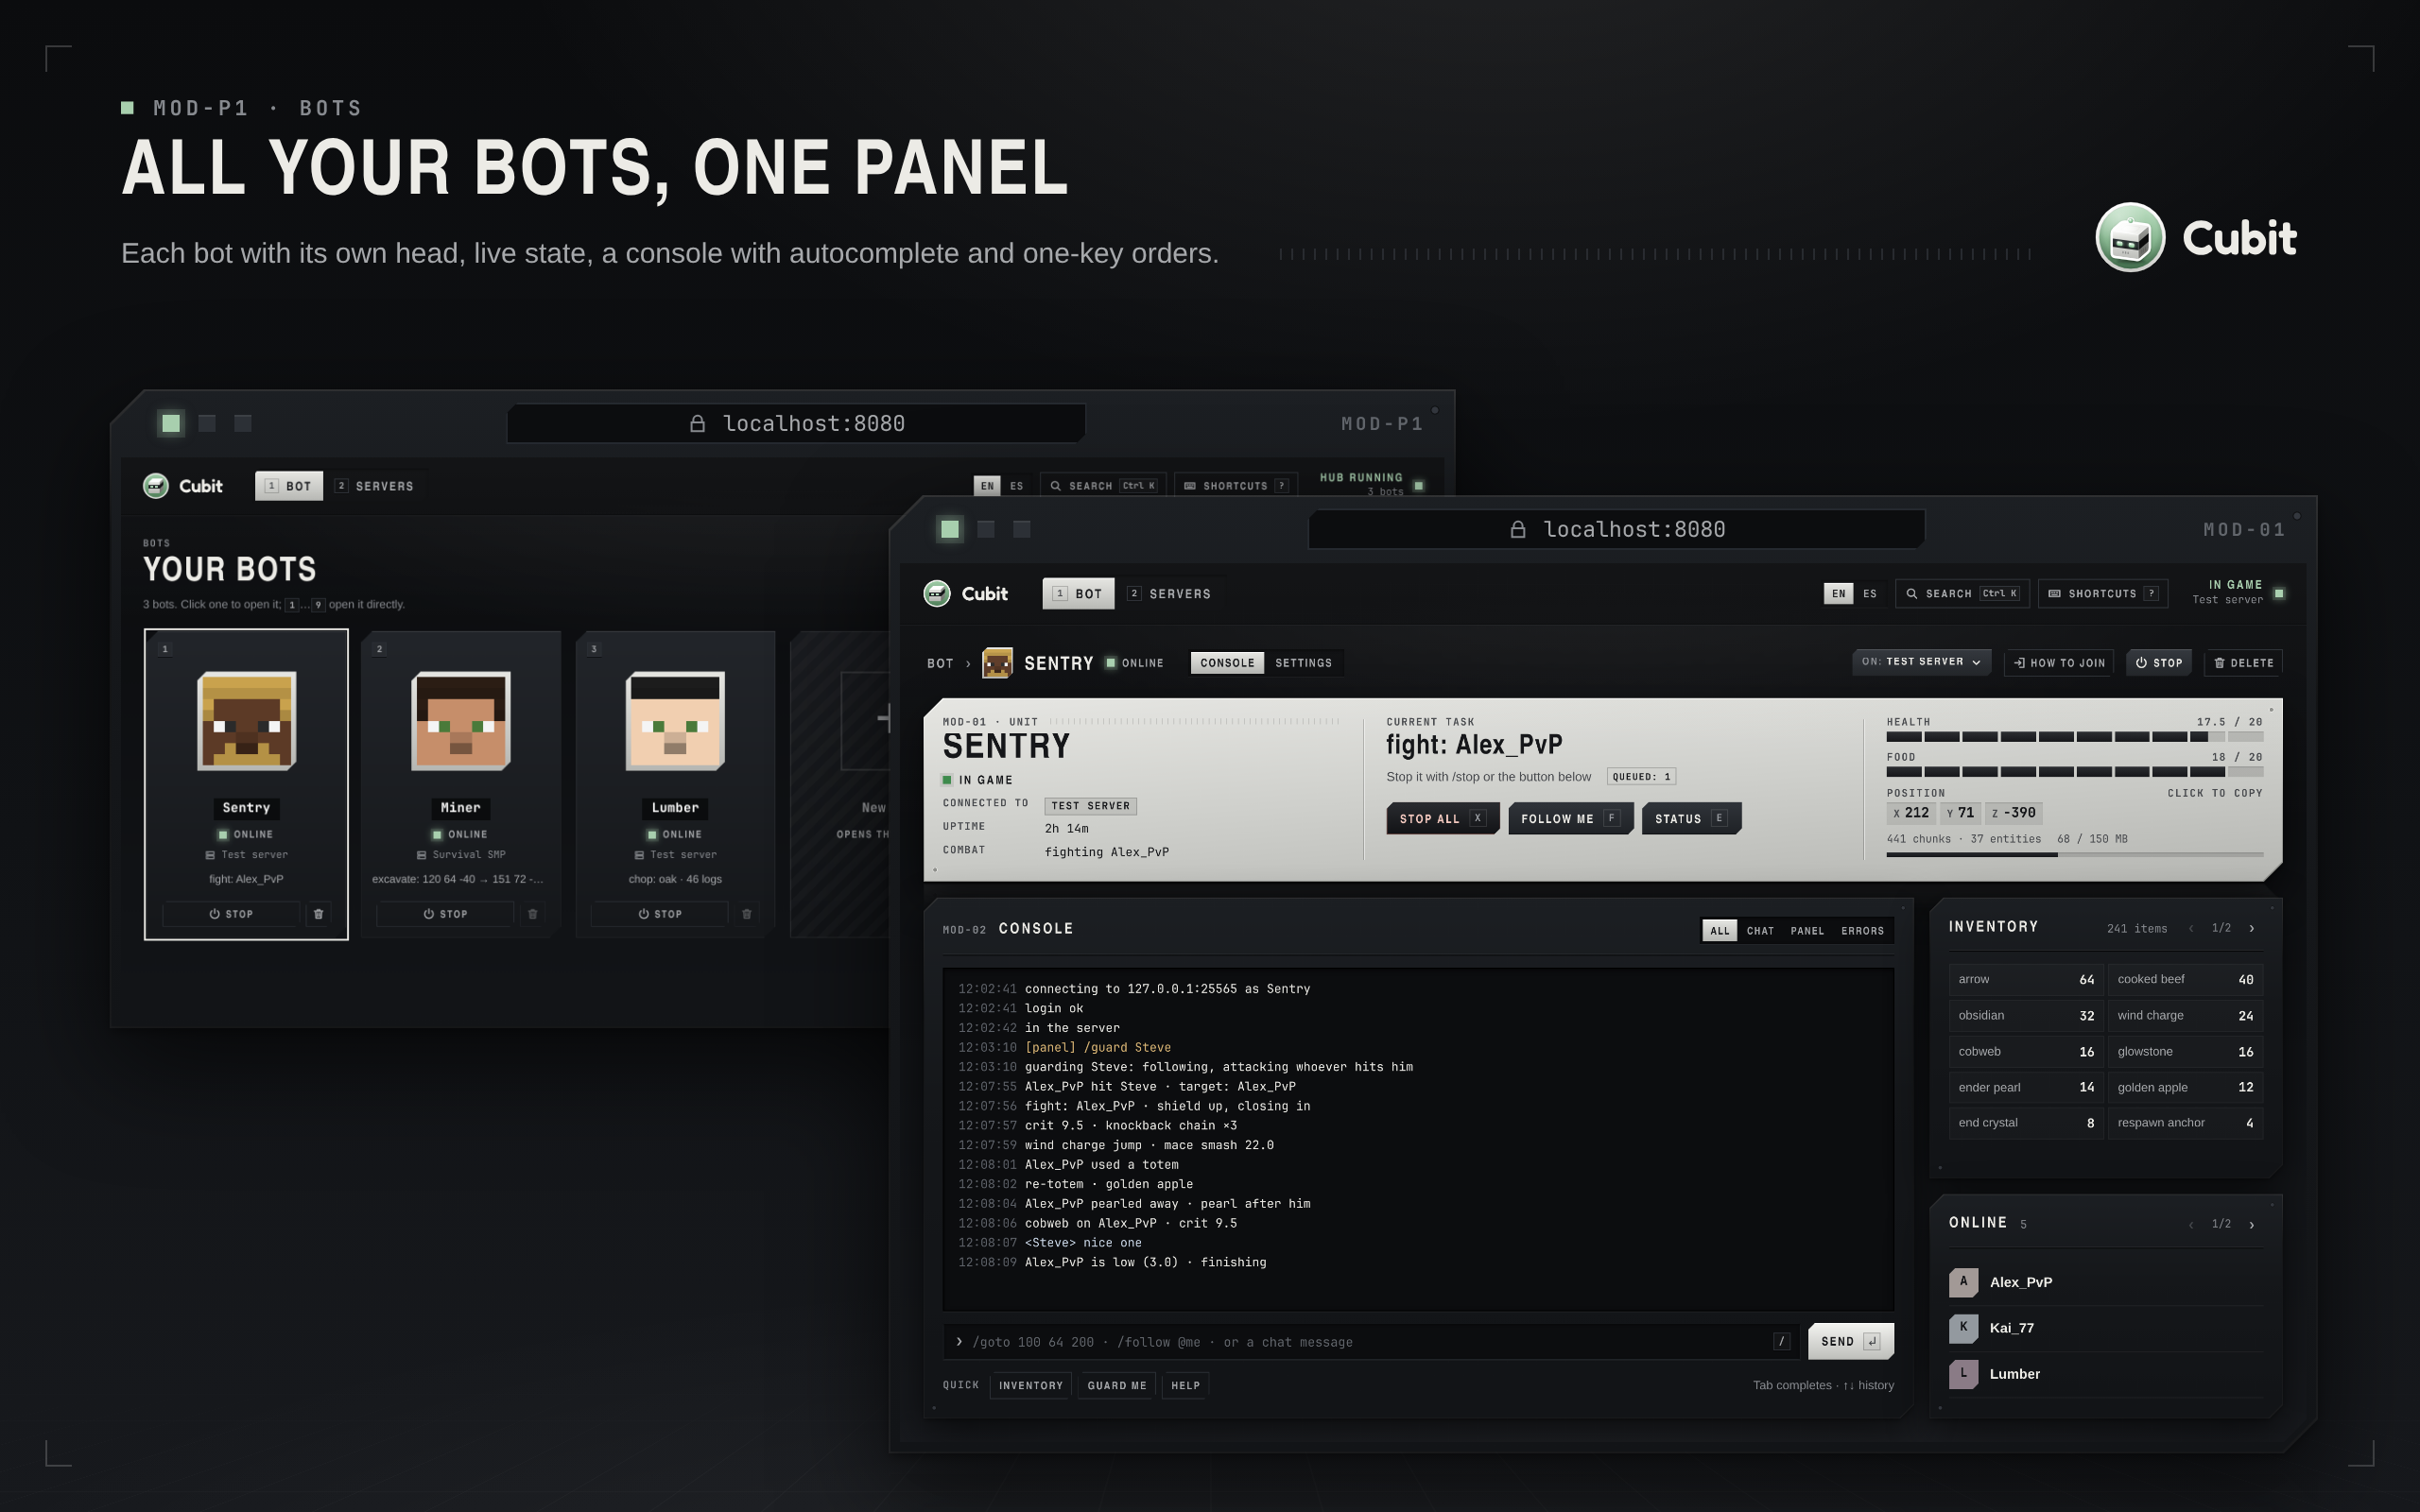 MOD-P1 · BOTS
ALL YOUR BOTS, ONE PANEL
Each bot with its own head, live state, a console with autocomplete and one-key orders.
Cubit
localhost:8080
MOD-P1
Cubit
1 BOT
2 SERVERS
EN ES
SEARCH Ctrl K
SHORTCUTS ?
HUB RUNNING
3 bots
BOTS
YOUR BOTS
3 bots. Click one to open it; 1…9 open it directly.
1
Sentry
ONLINE
Test server
fight: Alex_PvP
STOP
2
Miner
ONLINE
Survival SMP
excavate: 120 64 -40 → 151 72 -…
STOP
3
Lumber
ONLINE
Test server
chop: oak · 46 logs
STOP
New
OPENS TH
localhost:8080
MOD-01
Cubit
1 BOT
2 SERVERS
EN ES
SEARCH Ctrl K
SHORTCUTS ?
IN GAME
Test server
BOT › SENTRY ONLINE
CONSOLE SETTINGS
ON: TEST SERVER
HOW TO JOIN
STOP
DELETE
MOD-01 · UNIT
SENTRY
IN GAME
CONNECTED TO TEST SERVER
UPTIME 2h 14m
COMBAT fighting Alex_PvP
CURRENT TASK
fight: Alex_PvP
Stop it with /stop or the button below QUEUED: 1
STOP ALL X
FOLLOW ME F
STATUS E
HEALTH 17.5 / 20
FOOD 18 / 20
POSITION CLICK TO COPY
X 212 Y 71 Z -390
441 chunks · 37 entities 68 / 150 MB
MOD-02 CONSOLE
ALL CHAT PANEL ERRORS
12:02:41 connecting to 127.0.0.1:25565 as Sentry
12:02:41 login ok
12:02:42 in the server
12:03:10 [panel] /guard Steve
12:03:10 guarding Steve: following, attacking whoever hits him
12:07:55 Alex_PvP hit Steve · target: Alex_PvP
12:07:56 fight: Alex_PvP · shield up, closing in
12:07:57 crit 9.5 · knockback chain ×3
12:07:59 wind charge jump · mace smash 22.0
12:08:01 Alex_PvP used a totem
12:08:02 re-totem · golden apple
12:08:04 Alex_PvP pearled away · pearl after him
12:08:06 cobweb on Alex_PvP · crit 9.5
12:08:07 <Steve> nice one
12:08:09 Alex_PvP is low (3.0) · finishing
❯ /goto 100 64 200 · /follow @me · or a chat message /
SEND ↵
QUICK INVENTORY GUARD ME HELP
Tab completes · ↑↓ history
INVENTORY 241 items ‹ 1/2 ›
arrow 64 cooked beef 40
obsidian 32 wind charge 24
cobweb 16 glowstone 16
ender pearl 14 golden apple 12
end crystal 8 respawn anchor 4
ONLINE 5 ‹ 1/2 ›
A Alex_PvP
K Kai_77
L Lumber